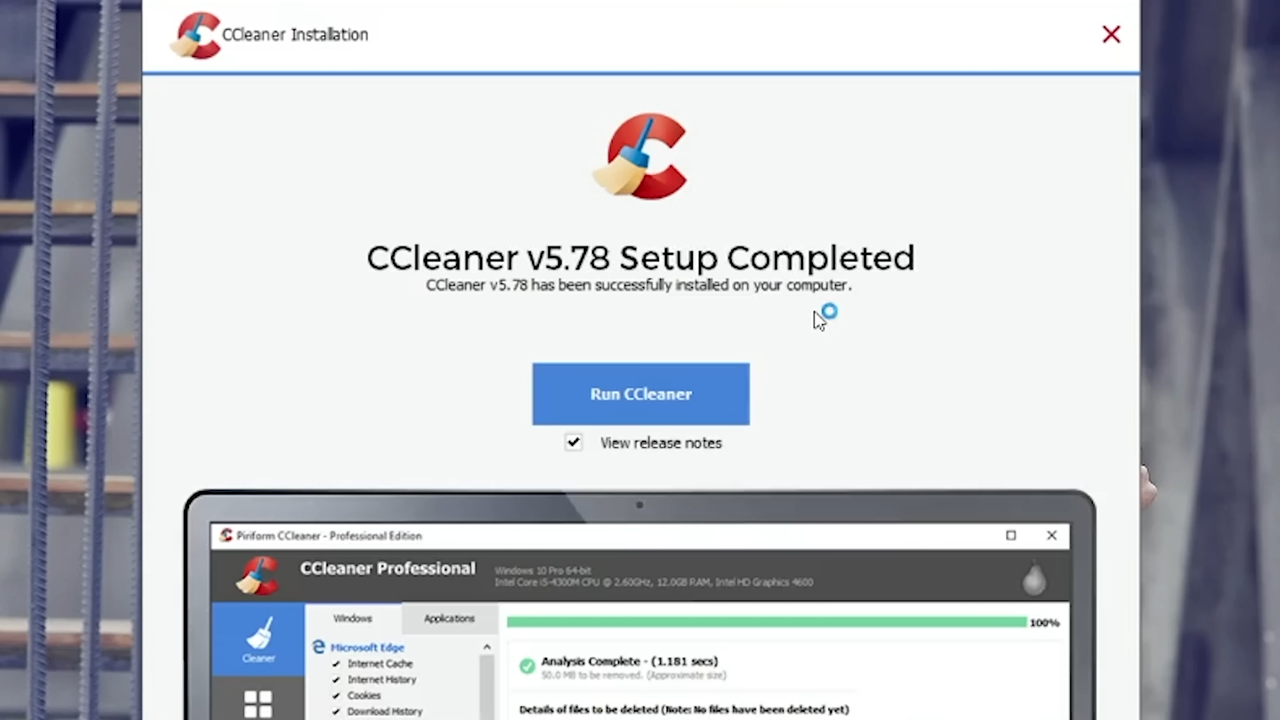 CCleaner Installation
CCleaner v5.78 Setup Completed
CCleaner v5.78 has been successfully installed on your computer.
Run CCleaner
View release notes
Piriform CCleaner - Professional Edition
CCleaner Professional
Windows 10 Pro 64-bit
Intel Core i5-4300M CPU @ 2.60GHz, 12.0GB RAM, Intel HD Graphics 4600
Windows
Applications
100%
Cleaner
Microsoft Edge
Internet Cache
Internet History
Cookies
Download History
Analysis Complete - (1.181 secs)
50.0 MB to be removed. (Approximate size)
Details of files to be deleted (Note: No files have been deleted yet)